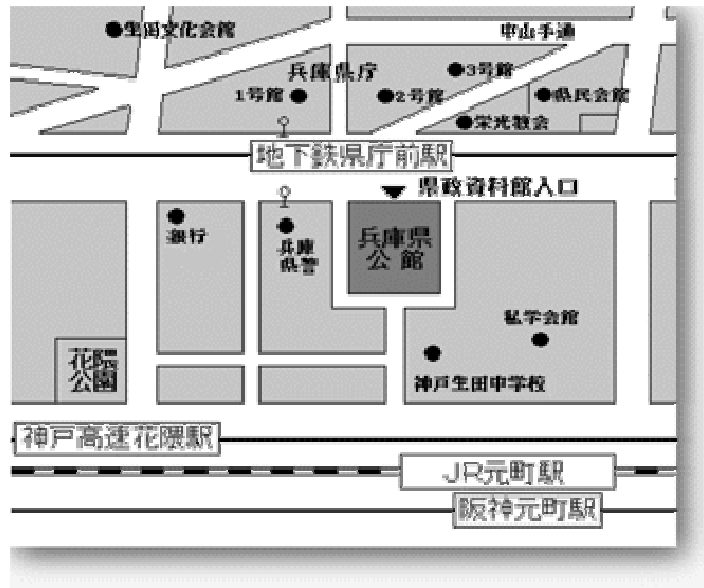 生田文化会館
中山手通
兵庫県庁
3号館
1号館
2号館
県民会館
栄光教会
地下鉄県庁前駅
県政資料館入口
銀行
兵庫
県警
兵庫県
公館
私学会館
花隈
公園
神戸生田中学校
神戸高速花隈駅
JR元町駅
阪神元町駅